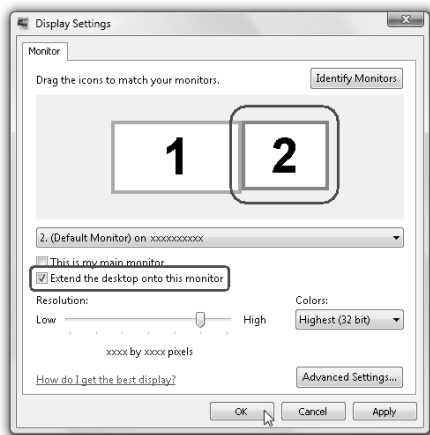 Display Settings
Monitor
Drag the icons to match your monitors.
Identify Monitors
1
2
2. (Default Monitor) on xxxxxxxxxx
This is my main monitor
Extend the desktop onto this monitor
Resolution:
Colors:
Low
High
Highest (32 bit)
xxxx by xxxx pixels
How do I get the best display?
Advanced Settings...
OK
Cancel
Apply